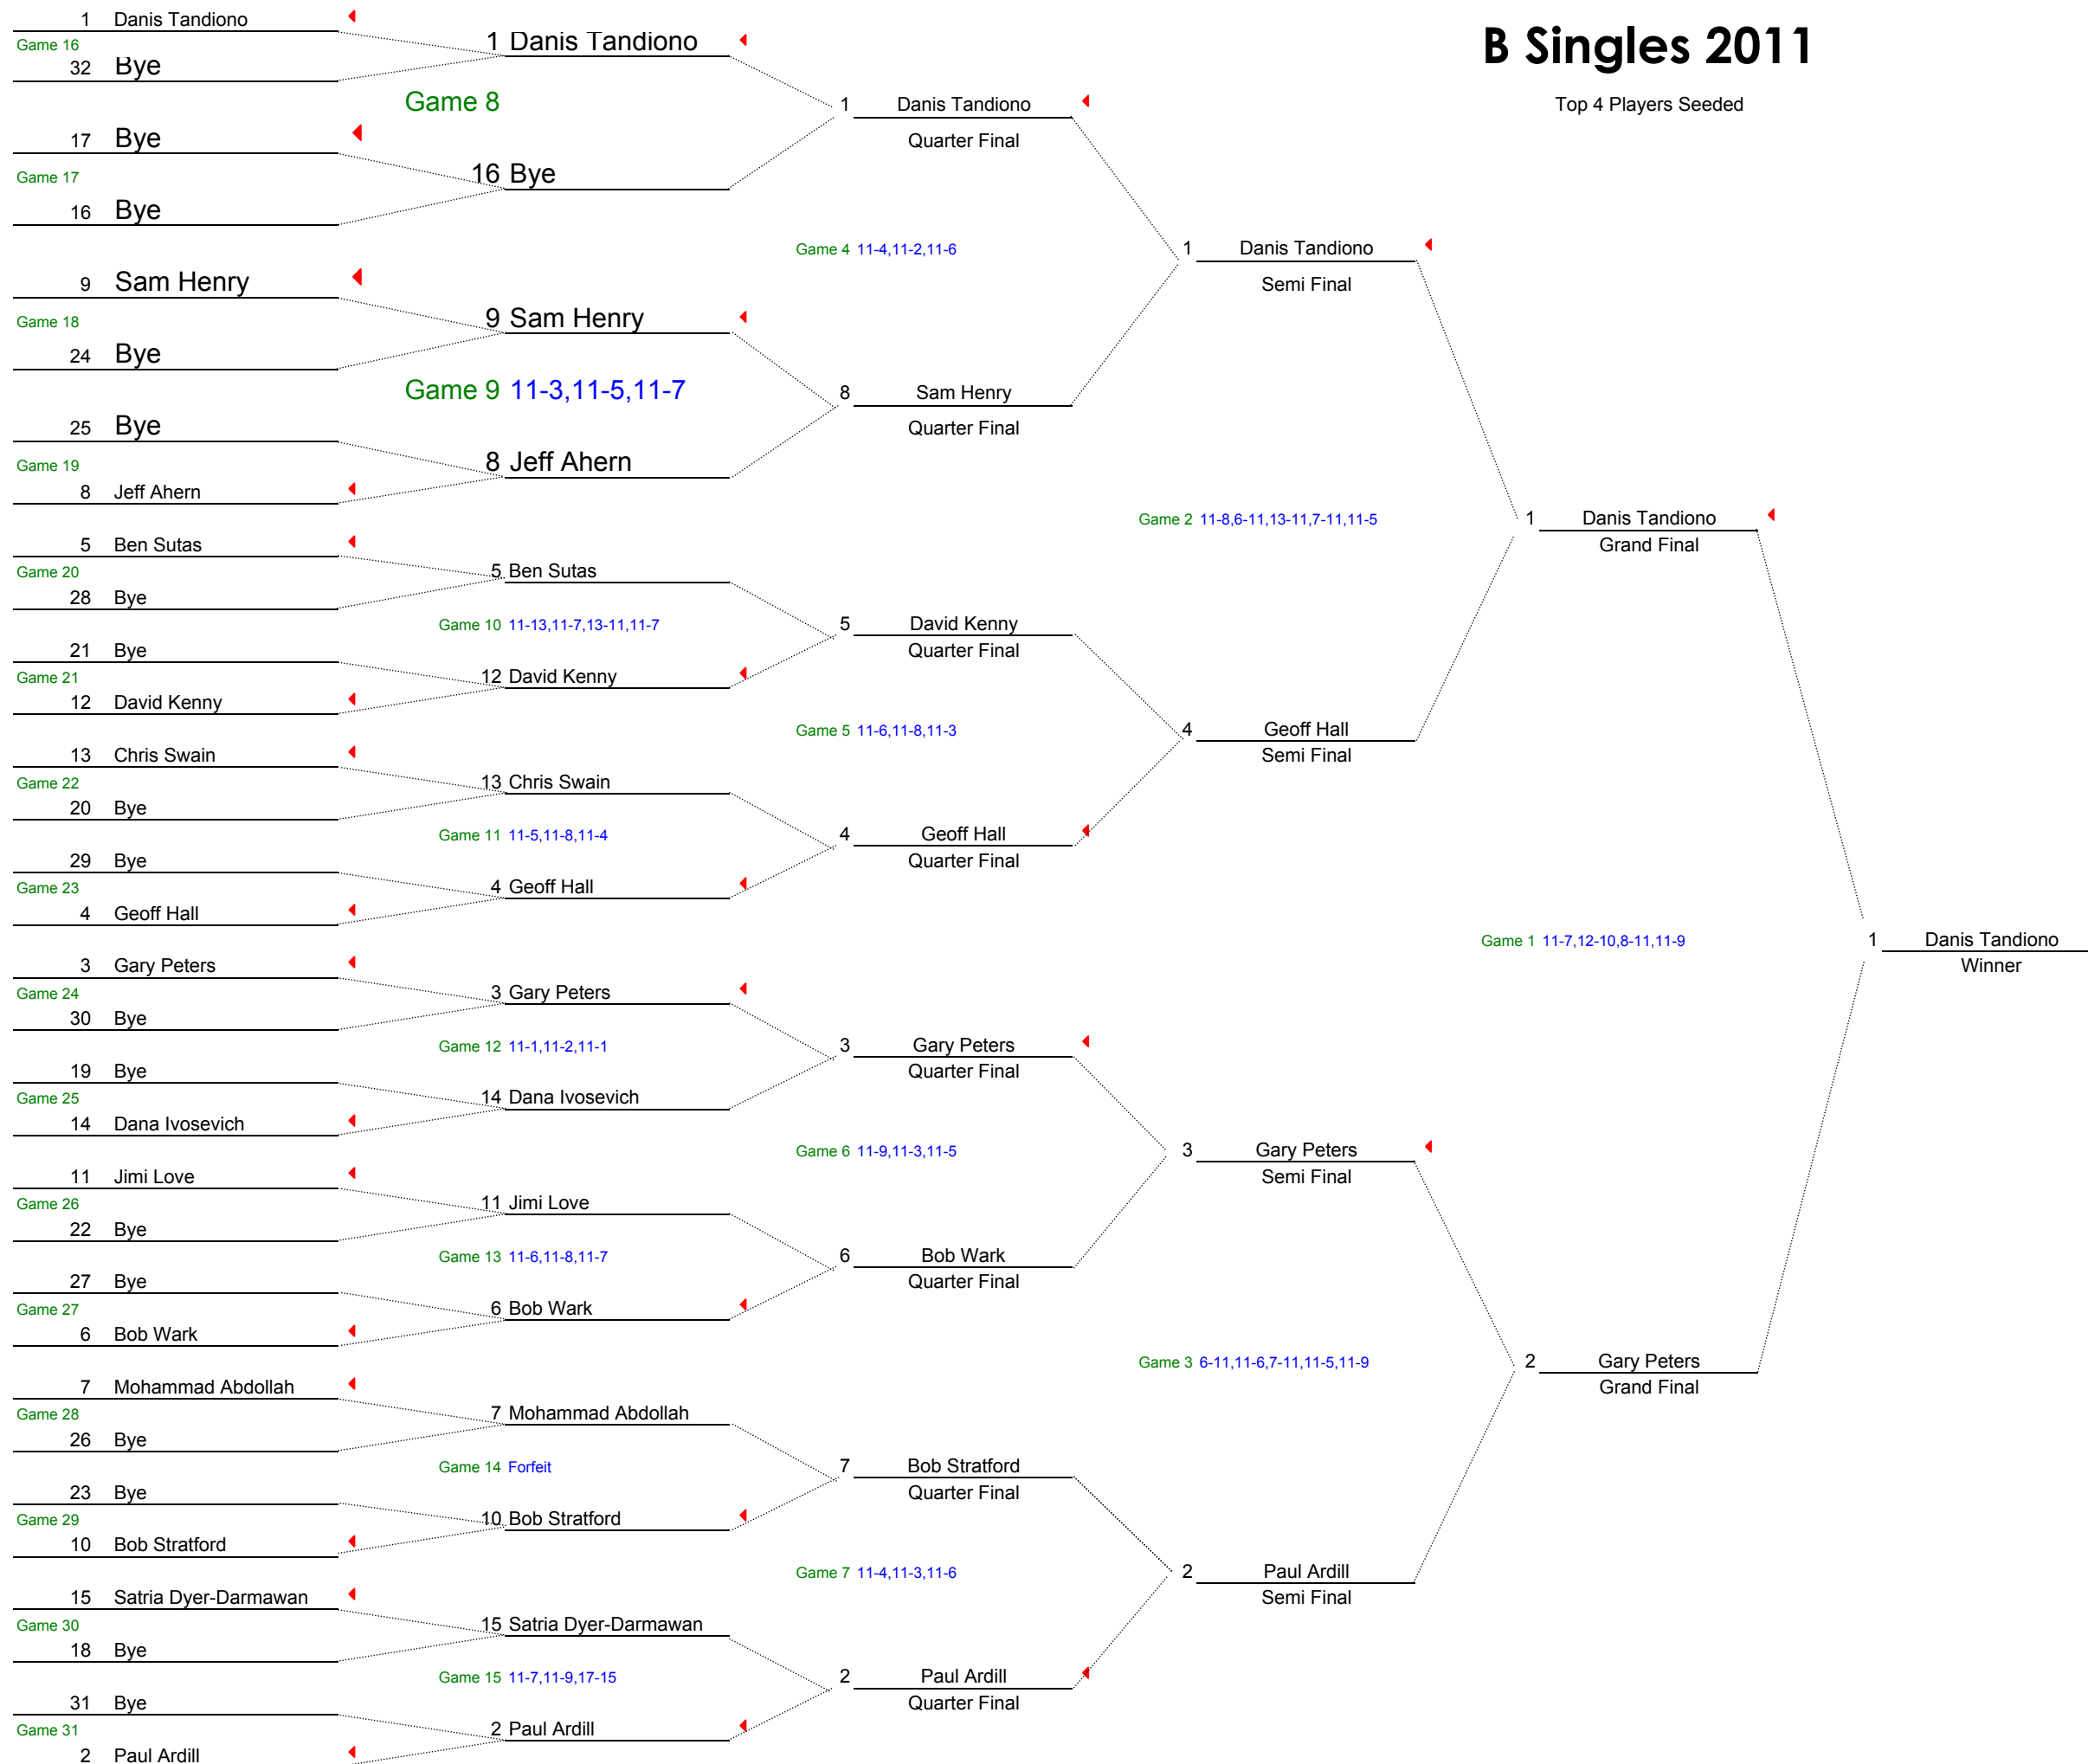 B Singles 2011
Top 4 Players Seeded
1 Danis Tandiono
Game 16
32 Bye
17 Bye
Game 17
16 Bye
9 Sam Henry
Game 18
24 Bye
25 Bye
Game 19
8 Jeff Ahern
5 Ben Sutas
Game 20
28 Bye
21 Bye
Game 21
12 David Kenny
13 Chris Swain
Game 22
20 Bye
29 Bye
Game 23
4 Geoff Hall
3 Gary Peters
Game 24
30 Bye
19 Bye
Game 25
14 Dana Ivosevich
11 Jimi Love
Game 26
22 Bye
27 Bye
Game 27
6 Bob Wark
7 Mohammad Abdollah
Game 28
26 Bye
23 Bye
Game 29
10 Bob Stratford
15 Satria Dyer-Darmawan
Game 30
18 Bye
31 Bye
Game 31
2 Paul Ardill
1 Danis Tandiono
Game 8
16 Bye
9 Sam Henry
Game 9 11-3,11-5,11-7
8 Jeff Ahern
5 Ben Sutas
Game 10 11-13,11-7,13-11,11-7
12 David Kenny
13 Chris Swain
Game 11 11-5,11-8,11-4
4 Geoff Hall
3 Gary Peters
Game 12 11-1,11-2,11-1
14 Dana Ivosevich
11 Jimi Love
Game 13 11-6,11-8,11-7
6 Bob Wark
7 Mohammad Abdollah
Game 14 Forfeit
10 Bob Stratford
15 Satria Dyer-Darmawan
Game 15 11-7,11-9,17-15
2 Paul Ardill
1 Danis Tandiono
Quarter Final
Game 4 11-4,11-2,11-6
8 Sam Henry
Quarter Final
5 David Kenny
Quarter Final
Game 5 11-6,11-8,11-3
4 Geoff Hall
Quarter Final
3 Gary Peters
Quarter Final
Game 6 11-9,11-3,11-5
6 Bob Wark
Quarter Final
7 Bob Stratford
Quarter Final
Game 7 11-4,11-3,11-6
2 Paul Ardill
Quarter Final
1 Danis Tandiono
Semi Final
Game 2 11-8,6-11,13-11,7-11,11-5
4 Geoff Hall
Semi Final
3 Gary Peters
Semi Final
Game 3 6-11,11-6,7-11,11-5,11-9
2 Paul Ardill
Semi Final
1 Danis Tandiono
Grand Final
Game 1 11-7,12-10,8-11,11-9
2 Gary Peters
Grand Final
1 Danis Tandiono
Winner